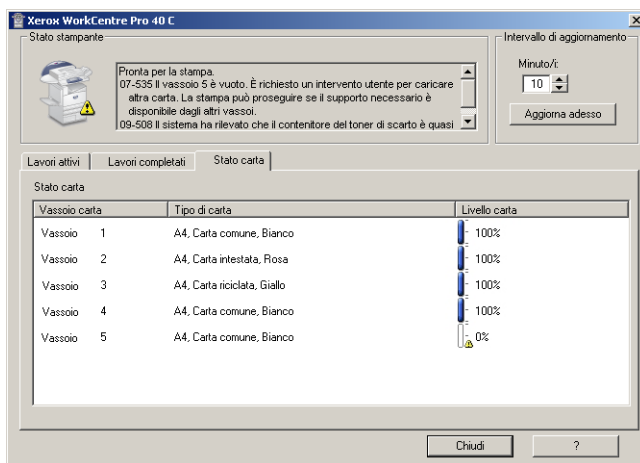 Xerox WorkCentre Pro 40 C
Stato stampante
Pronta per la stampa.
07-535 Il vassoio 5 è vuoto. È richiesto un intervento utente per caricare
altra carta. La stampa può proseguire se il supporto necessario è
disponibile dagli altri vassoi.
09-508 Il sistema ha rilevato che il contenitore del toner di scarto è quasi
Intervallo di aggiornamento
Minuto/i:
10
Aggiorna adesso
Lavori attivi Lavori completati Stato carta
Stato carta
Vassoio carta Tipo di carta Livello carta
Vassoio 1 A4, Carta comune, Bianco 100%
Vassoio 2 A4, Carta intestata, Rosa 100%
Vassoio 3 A4, Carta riciclata, Giallo 100%
Vassoio 4 A4, Carta comune, Bianco 100%
Vassoio 5 A4, Carta comune, Bianco 0%
Chiudi ?